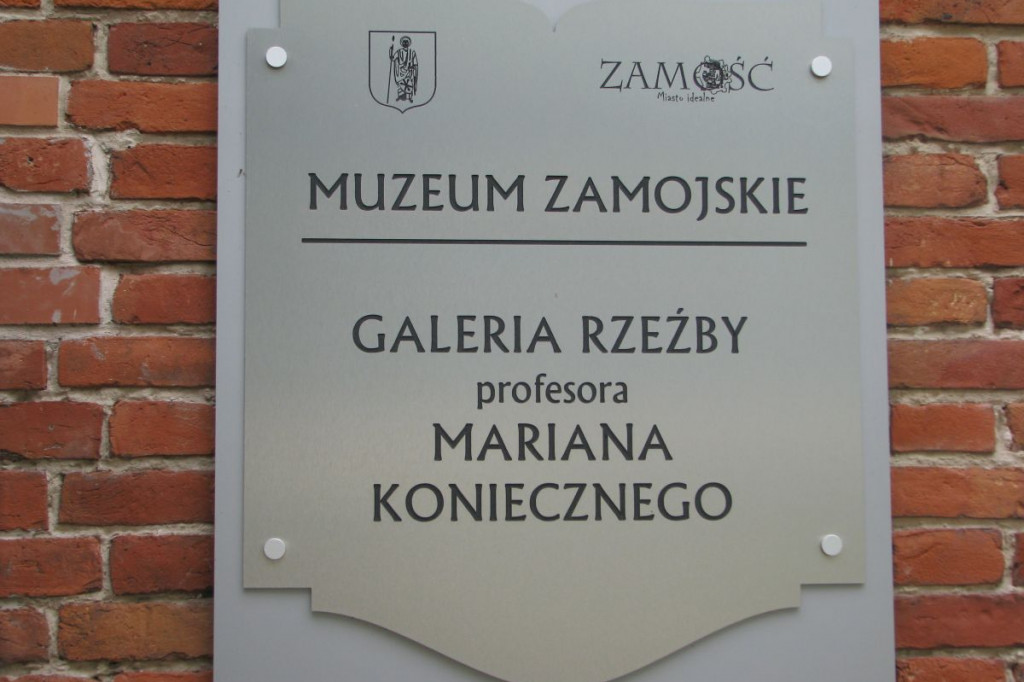 ZAMOŚĆ
Miasto idealne
MUZEUM ZAMOJSKIE
GALERIA RZEŹBY
profesora
MARIANA
KONIECZNEGO